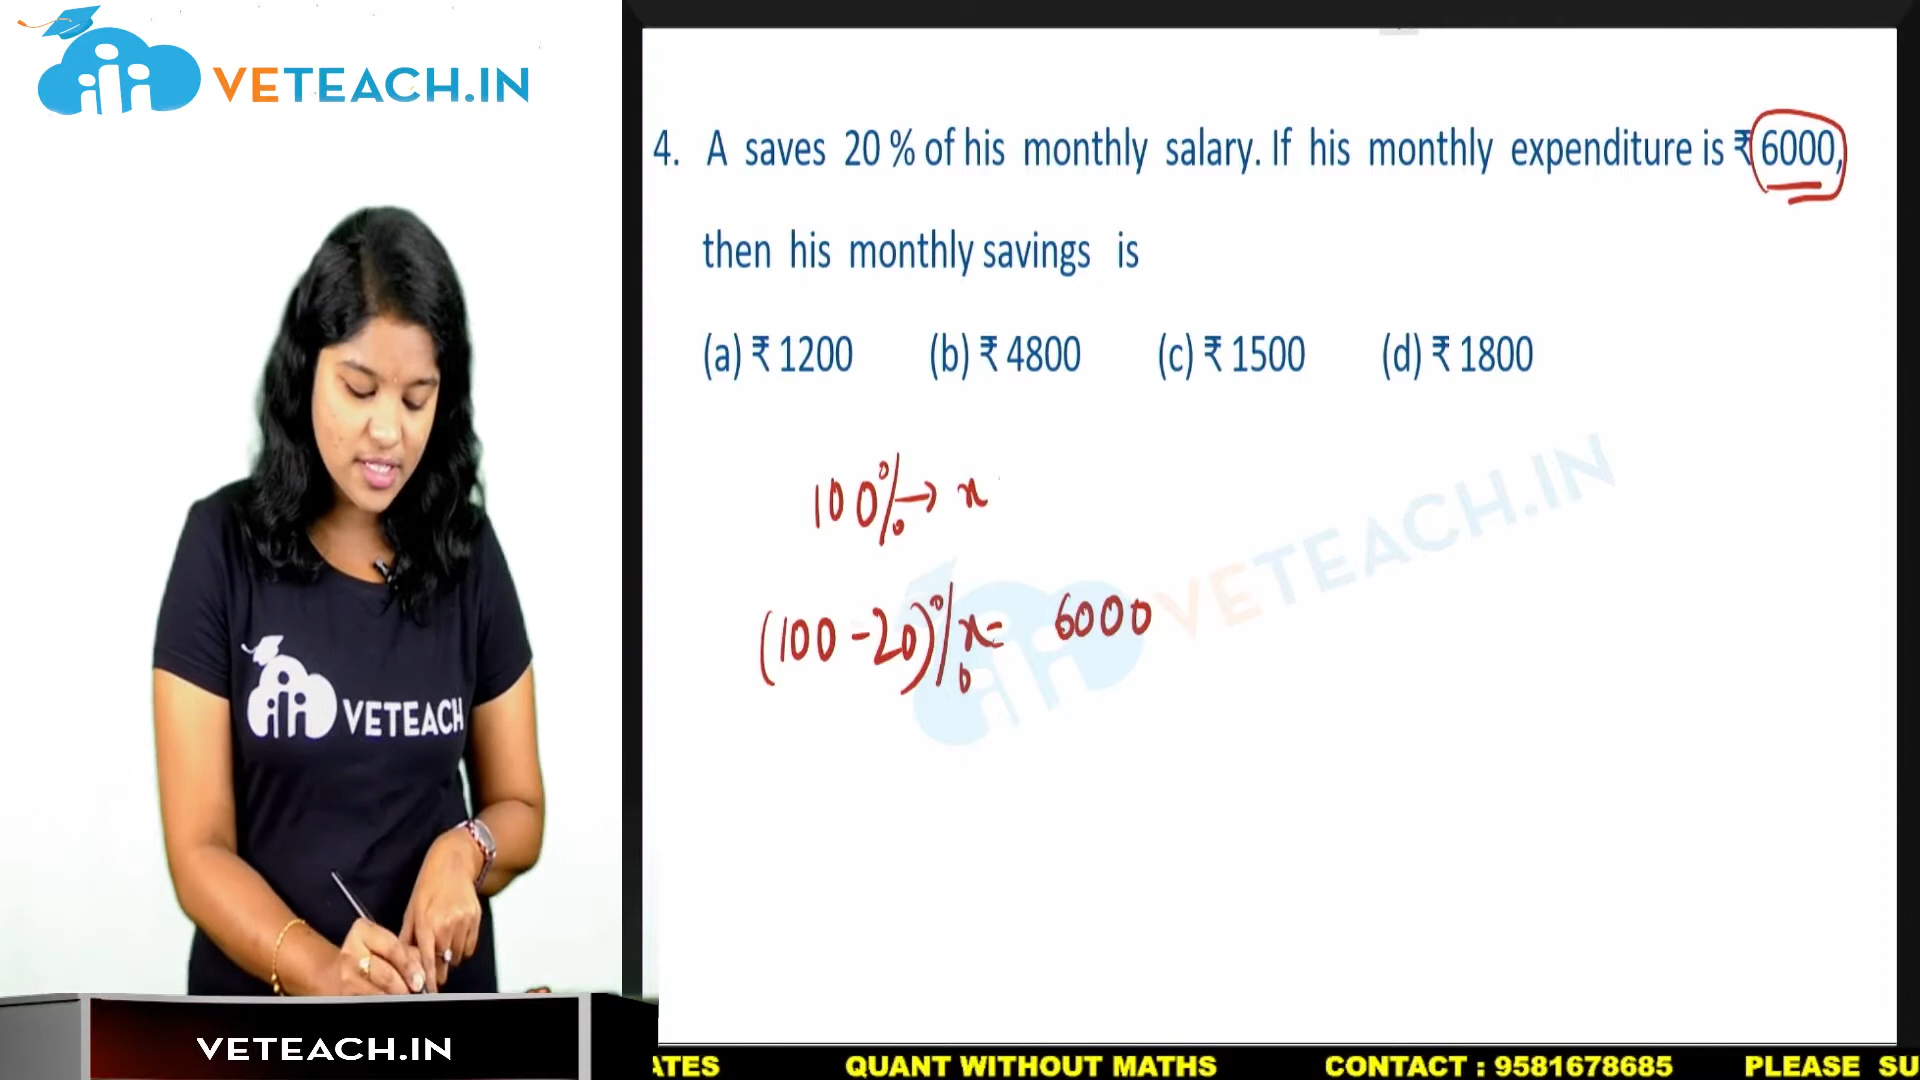 VETEACH.IN
4. A saves 20 % of his monthly salary. If his monthly expenditure is ₹ 6000,
then his monthly savings is
(a) ₹ 1200 (b) ₹ 4800 (c) ₹ 1500 (d) ₹ 1800
100% → x
(100 - 20)% x = 6000
VETEACH.IN
VETEACH
VETEACH.IN
QUANT WITHOUT MATHS CONTACT : 9581678685 PLEASE